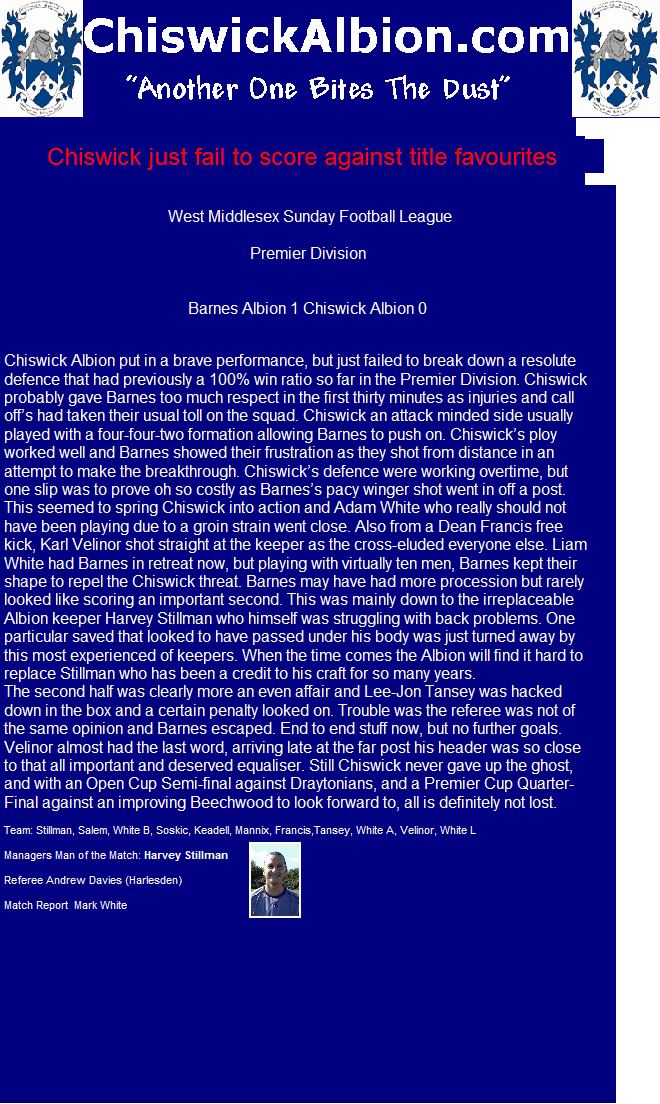 ChiswickAlbion.com
"Another One Bites The Dust"
Chiswick just fail to score against title favourites
West Middlesex Sunday Football League
Premier Division
Barnes Albion 1 Chiswick Albion 0
Chiswick Albion put in a brave performance, but just failed to break down a resolute
defence that had previously a 100% win ratio so far in the Premier Division. Chiswick
probably gave Barnes too much respect in the first thirty minutes as injuries and call
off's had taken their usual toll on the squad. Chiswick an attack minded side usually
played with a four-four-two formation allowing Barnes to push on. Chiswick's ploy
worked well and Barnes showed their frustration as they shot from distance in an
attempt to make the breakthrough. Chiswick's defence were working overtime, but
one slip was to prove oh so costly as Barnes's pacy winger shot went in off a post.
This seemed to spring Chiswick into action and Adam White who really should not
have been playing due to a groin strain went close. Also from a Dean Francis free
kick, Karl Velinor shot straight at the keeper as the cross-eluded everyone else. Liam
White had Barnes in retreat now, but playing with virtually ten men, Barnes kept their
shape to repel the Chiswick threat. Barnes may have had more procession but rarely
looked like scoring an important second. This was mainly down to the irreplaceable
Albion keeper Harvey Stillman who himself was struggling with back problems. One
particular saved that looked to have passed under his body was just turned away by
this most experienced of keepers. When the time comes the Albion will find it hard to
replace Stillman who has been a credit to his craft for so many years.
The second half was clearly more an even affair and Lee-Jon Tansey was hacked
down in the box and a certain penalty looked on. Trouble was the referee was not of
the same opinion and Barnes escaped. End to end stuff now, but no further goals.
Velinor almost had the last word, arriving late at the far post his header was so close
to that all important and deserved equaliser. Still Chiswick never gave up the ghost,
and with an Open Cup Semi-final against Draytonians, and a Premier Cup Quarter-
Final against an improving Beechwood to look forward to, all is definitely not lost.
Team: Stillman, Salem, White B, Soskic, Keadell, Mannix, Francis,Tansey, White A, Velinor, White L
Managers Man of the Match: Harvey Stillman
Referee Andrew Davies (Harlesden)
Match Report Mark White